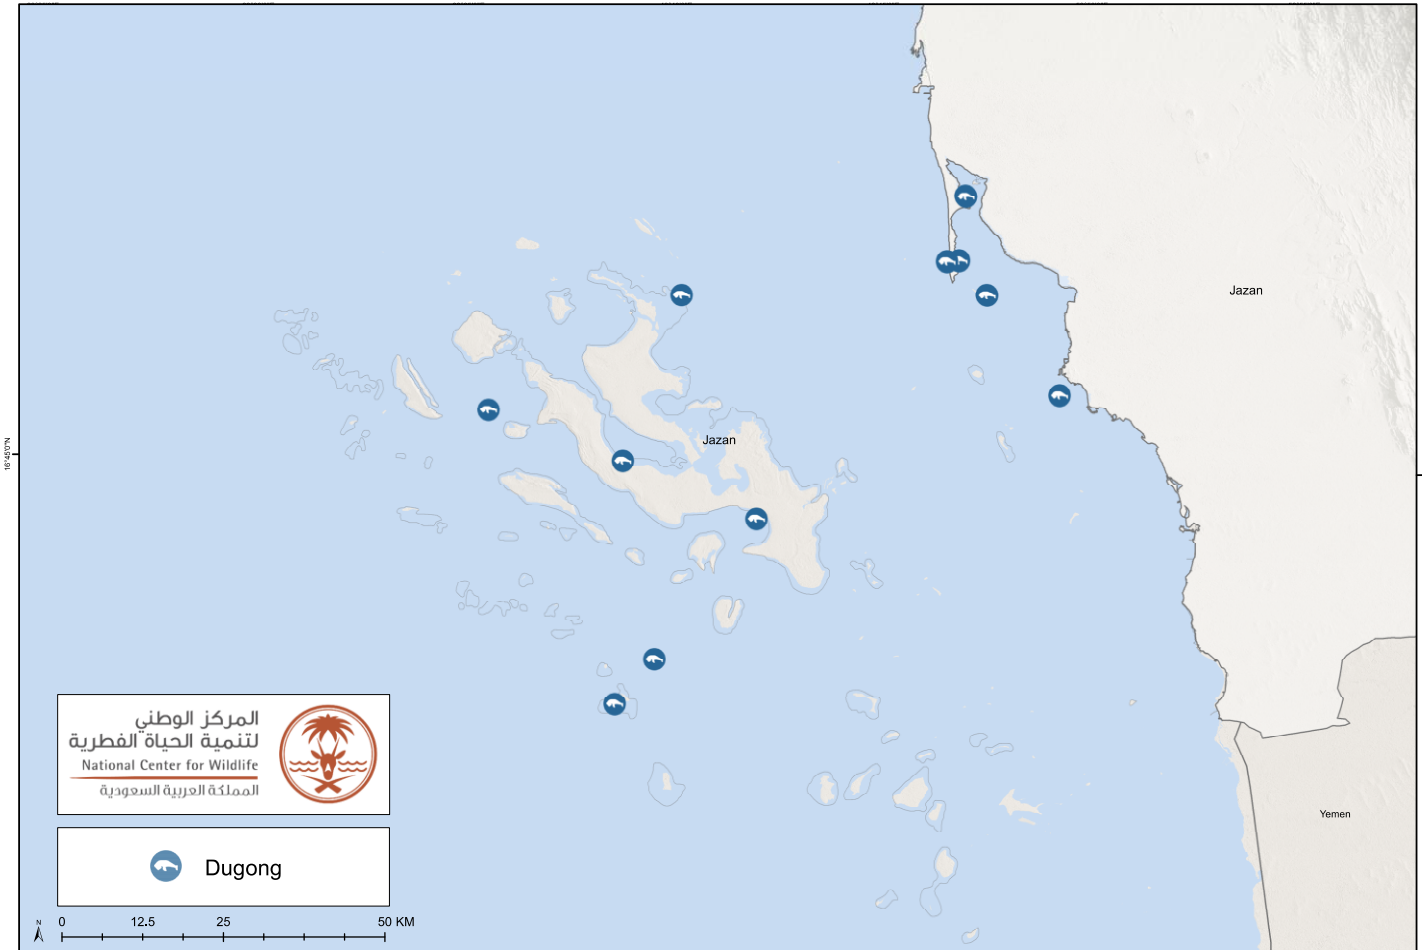 Jazan
Jazan
16°45'0"N
Yemen
المركز الوطني
لتنمية الحياة الفطرية
National Center for Wildlife
المملكة العربية السعودية
Dugong
N
0 12.5 25 50 KM